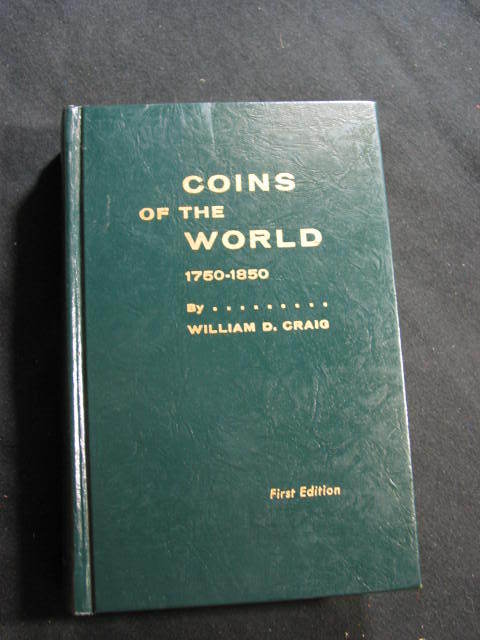 COINS
OF THE
WORLD
1750-1850
By ..........
WILLIAM D. CRAIG
First Edition